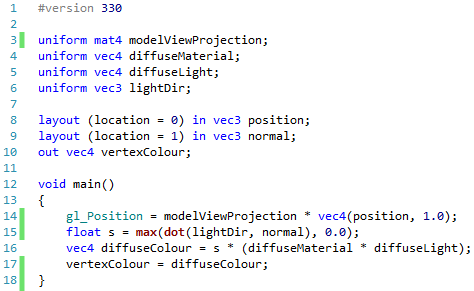 1 #version 330
2
3 uniform mat4 modelViewProjection;
4 uniform vec4 diffuseMaterial;
5 uniform vec4 diffuseLight;
6 uniform vec3 lightDir;
7
8 layout (location = 0) in vec3 position;
9 layout (location = 1) in vec3 normal;
10 out vec4 vertexColour;
11
12 void main()
13 {
14     gl_Position = modelViewProjection * vec4(position, 1.0);
15     float s = max(dot(lightDir, normal), 0.0);
16     vec4 diffuseColour = s * (diffuseMaterial * diffuseLight);
17     vertexColour = diffuseColour;
18 }